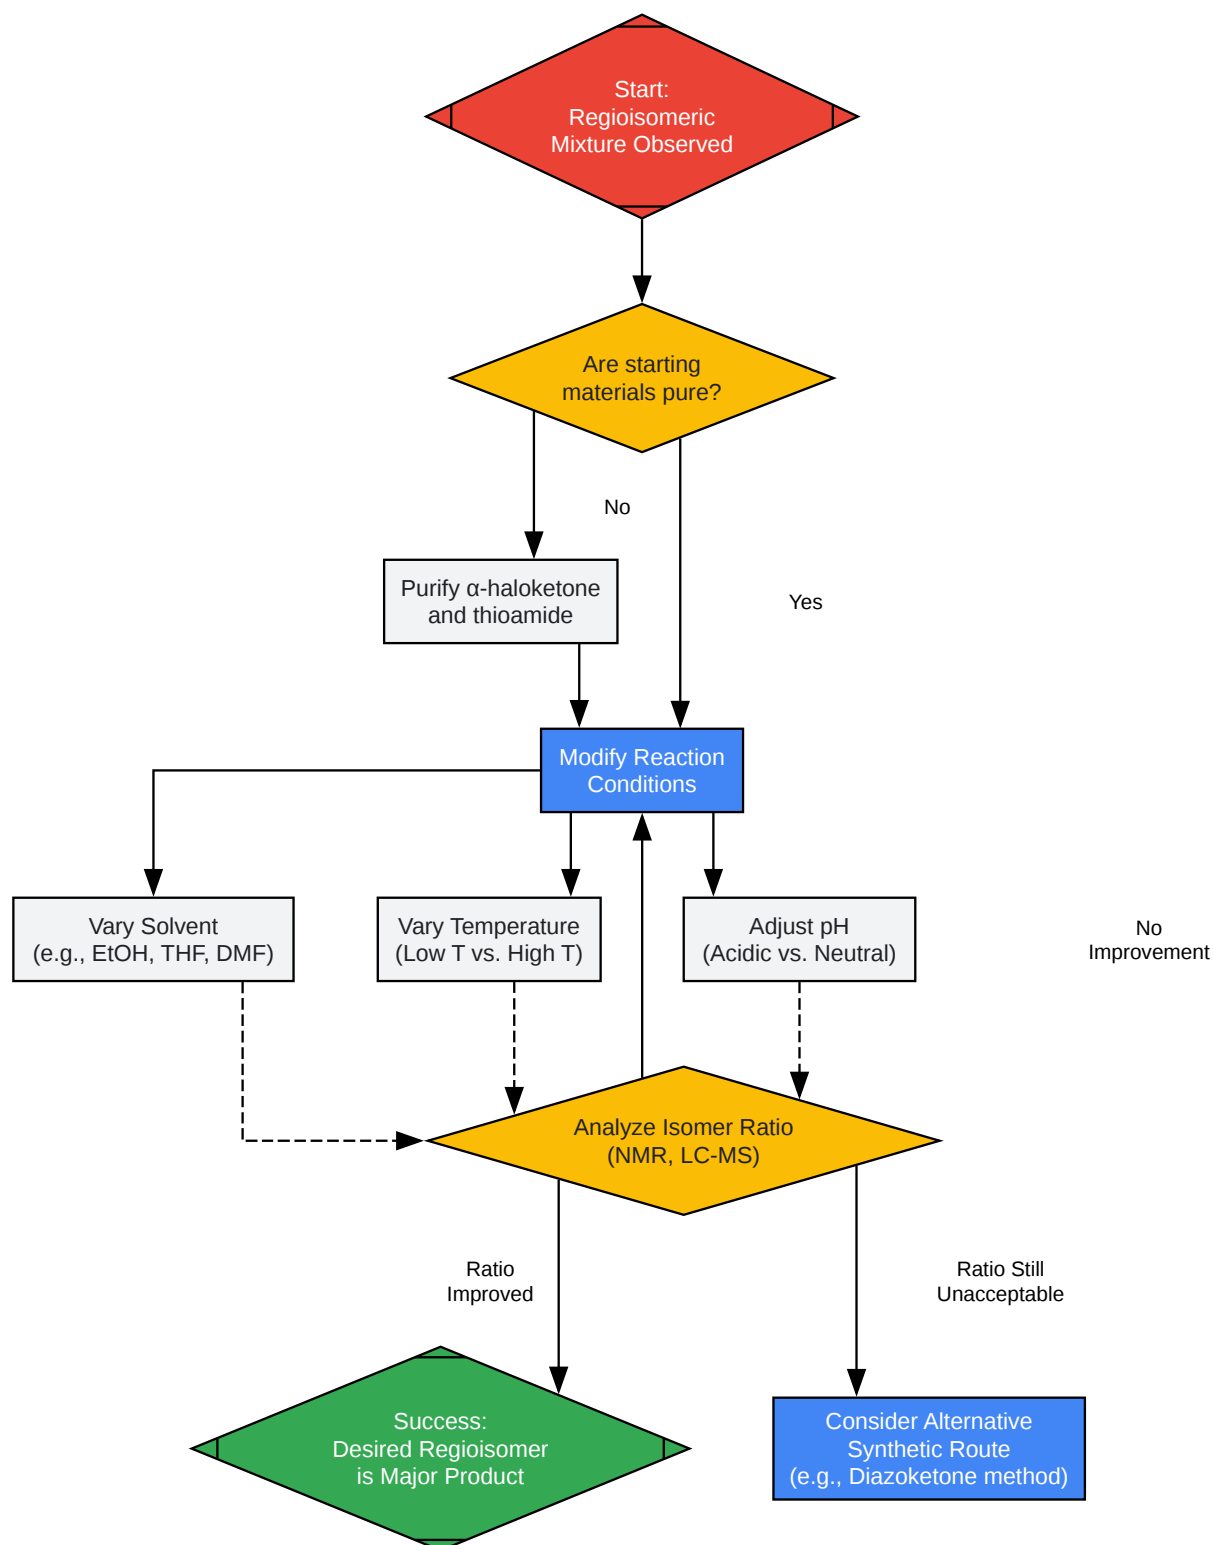 Start:
Regioisomeric
Mixture Observed
Are starting
materials pure?
No
Purify α-haloketone
and thioamide
Yes
Modify Reaction
Conditions
Vary Solvent
(e.g., EtOH, THF, DMF)
Vary Temperature
(Low T vs. High T)
Adjust pH
(Acidic vs. Neutral)
No
Improvement
Analyze Isomer Ratio
(NMR, LC-MS)
Ratio
Improved
Ratio Still
Unacceptable
Success:
Desired Regioisomer
is Major Product
Consider Alternative
Synthetic Route
(e.g., Diazoketone method)